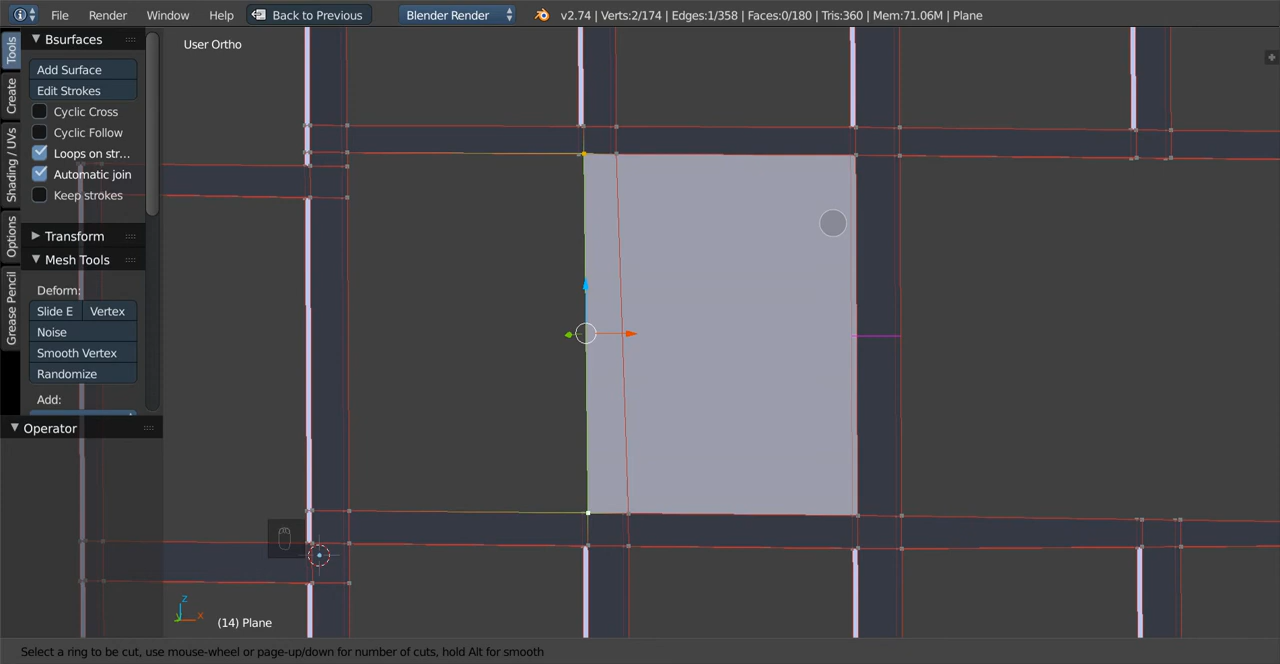 File Render Window Help Back to Previous Blender Render v2.74 | Verts:2/174 | Edges:1/358 | Faces:0/180 | Tris:360 | Mem:71.06M | Plane
User Ortho
Tools
Create
Shading / UVs
Options
Grease Pencil
Bsurfaces
Add Surface
Edit Strokes
Cyclic Cross
Cyclic Follow
Loops on str...
Automatic join
Keep strokes
Transform
Mesh Tools
Deform:
Slide E Vertex
Noise
Smooth Vertex
Randomize
Add:
Operator
z
x
y
(14) Plane
Select a ring to be cut, use mouse-wheel or page-up/down for number of cuts, hold Alt for smooth